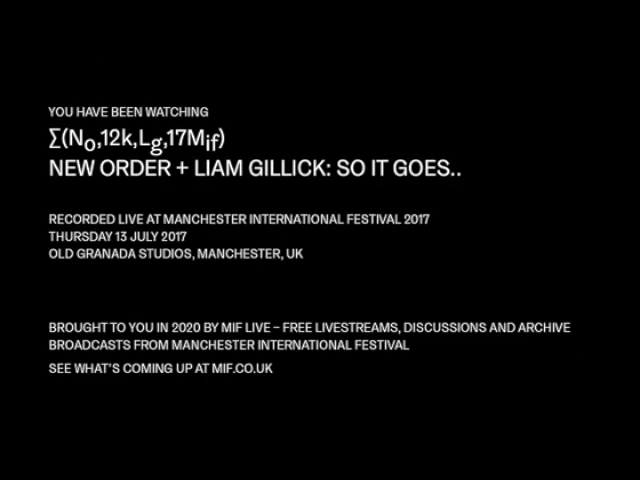 YOU HAVE BEEN WATCHING
∑(No,12k,Lg,17Mif)
NEW ORDER + LIAM GILLICK: SO IT GOES..
RECORDED LIVE AT MANCHESTER INTERNATIONAL FESTIVAL 2017
THURSDAY 13 JULY 2017
OLD GRANADA STUDIOS, MANCHESTER, UK
BROUGHT TO YOU IN 2020 BY MIF LIVE – FREE LIVESTREAMS, DISCUSSIONS AND ARCHIVE
BROADCASTS FROM MANCHESTER INTERNATIONAL FESTIVAL
SEE WHAT'S COMING UP AT MIF.CO.UK